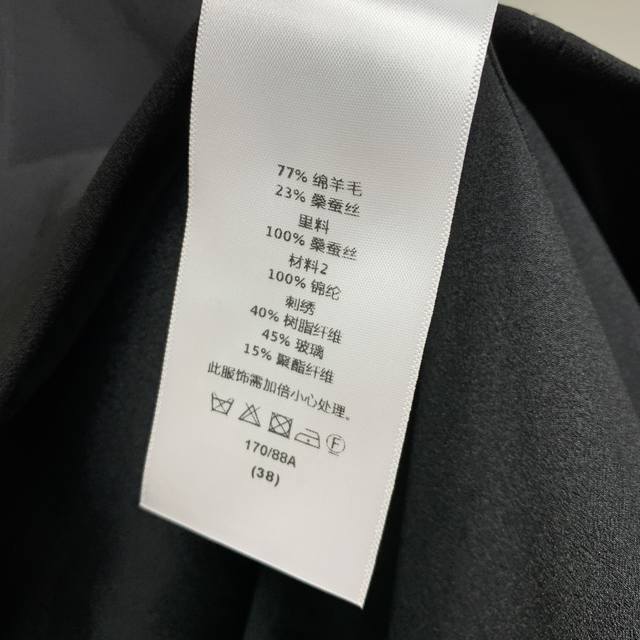 77% 绵羊毛
23% 桑蚕丝
里料
100% 桑蚕丝
材料2
100% 锦纶
刺绣
40% 树脂纤维
45% 玻璃
15% 聚酯纤维
此服饰需加倍小心处理。
F
170/88A
(38)